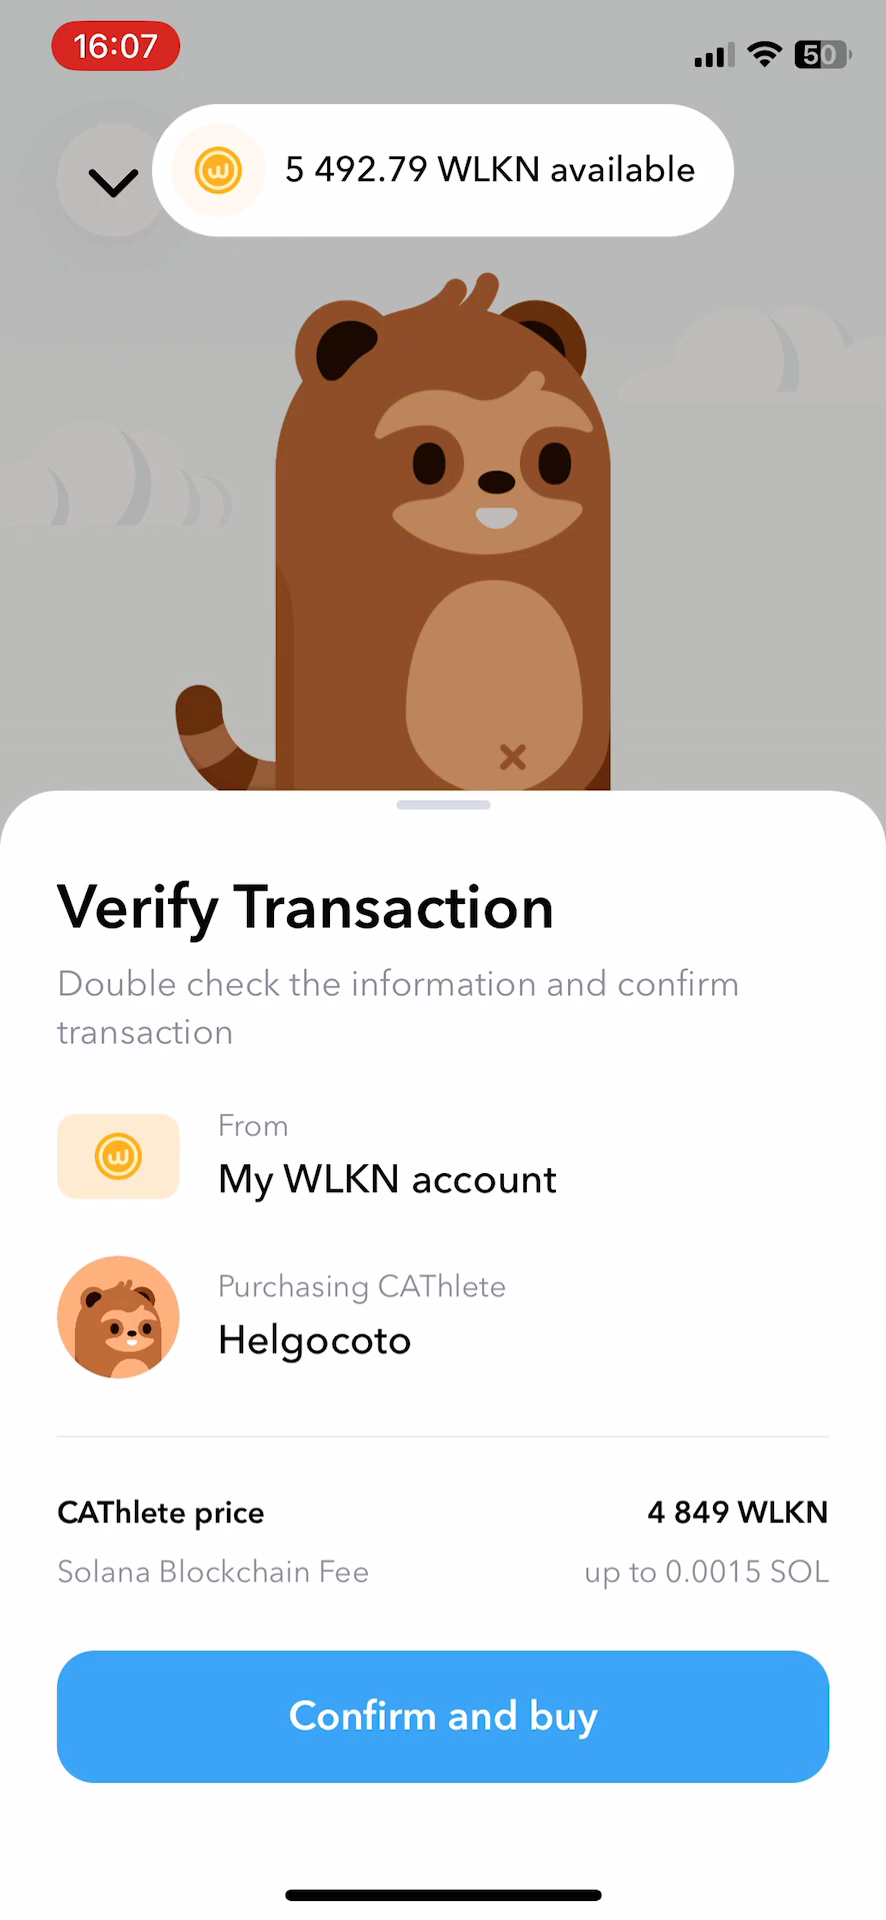 16:07
50
5 492.79 WLKN available
Verify Transaction
Double check the information and confirm
transaction
From
My WLKN account
Purchasing CAThlete
Helgocoto
CAThlete price 4 849 WLKN
Solana Blockchain Fee up to 0.0015 SOL
Confirm and buy